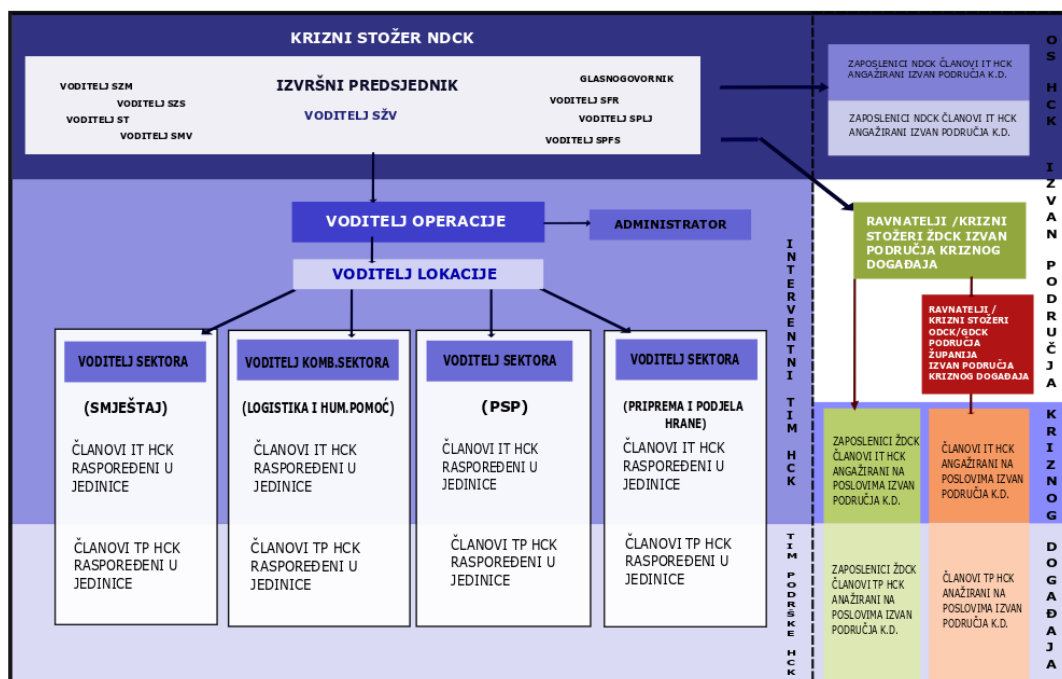 KRIZNI STOŽER NDCK
VODITELJ SZM
VODITELJ SZS
VODITELJ ST
VODITELJ SMV
IZVRŠNI PREDSJEDNIK
VODITELJ SŽV
GLASNOGOVORNIK
VODITELJ SFR
VODITELJ SPLJ
VODITELJ SPFS
ZAPOSLENICI NDCK ČLANOVI IT HCK
ANGAŽIRANI IZVAN PODRUČJA K.D.
ZAPOSLENICI NDCK ČLANOVI IT HCK
ANGAŽIRANI IZVAN PODRUČJA K.D.
VODITELJ OPERACIJE
ADMINISTRATOR
VODITELJ LOKACIJE
VODITELJ SEKTORA
(SMJEŠTAJ)
ČLANOVI IT HCK
RASPOREĐENI U
JEDINICE
ČLANOVI TP HCK
RASPOREĐENI U
JEDINICE
VODITELJ KOMB.SEKTORA
(LOGISTIKA I HUM.POMOĆ)
ČLANOVI IT HCK
RASPOREĐENI U
JEDINICE
ČLANOVI TP HCK
RASPOREĐENI U
JEDINICE
VODITELJ SEKTORA
(PSP)
ČLANOVI IT HCK
RASPOREĐENI U
JEDINICE
ČLANOVI TP HCK
RASPOREĐENI U
JEDINICE
VODITELJ SEKTORA
(PRIPREMA I PODJELA
HRANE)
ČLANOVI IT HCK
RASPOREĐENI U
JEDINICE
ČLANOVI TP HCK
RASPOREĐENI U
JEDINICE
INTERVENTNI TIM HCK
TIM PODRŠKE HCK
RAVNATELJI /KRIZNI
STOŽERI ŽDCK IZVAN
PODRUČJA KRIZNOG
DOGAĐAJA
RAVNATELJI /
KRIZNI STOŽERI
ODCK/GDCK
PODRUČJA
ŽUPANIJA
IZVAN PODRUČJA
KRIZNOG DOGAĐAJA
ZAPOSLENICI ŽDCK
ČLANOVI IT HCK
ANGAŽIRANI NA
POSLOVIMA IZVAN
PODRUČJA K.D.
ČLANOVI IT HCK
ANGAŽIRANI NA
POSLOVIMA IZVAN
PODRUČJA K.D.
ZAPOSLENICI ŽDCK
ČLANOVI TP HCK
ANAŽIRANI NA
POSLOVIMA IZVAN
PODRUČJA K.D.
ČLANOVI TP HCK
ANAŽIRANI NA
POSLOVIMA IZVAN
PODRUČJA K.D.
OS HCK IZVAN PODRUČJA KRIZNOG DOGAĐAJA